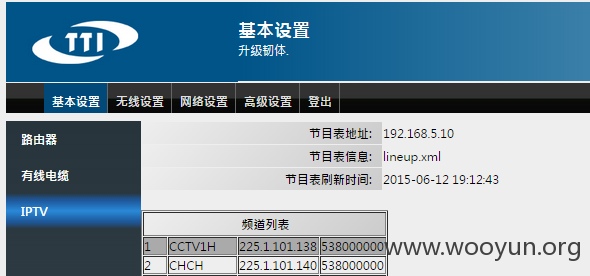 TTI
基本设置
升级韧体.
基本设置 无线设置 网络设置 高级设置 登出
路由器
有线电缆
IPTV
节目表地址: 192.168.5.10
节目表信息: lineup.xml
节目表刷新时间: 2015-06-12 19:12:43
频道列表
1 CCTV1H 225.1.101.138 538000000
2 CHCH 225.1.101.140 538000000
www.wooyun.org